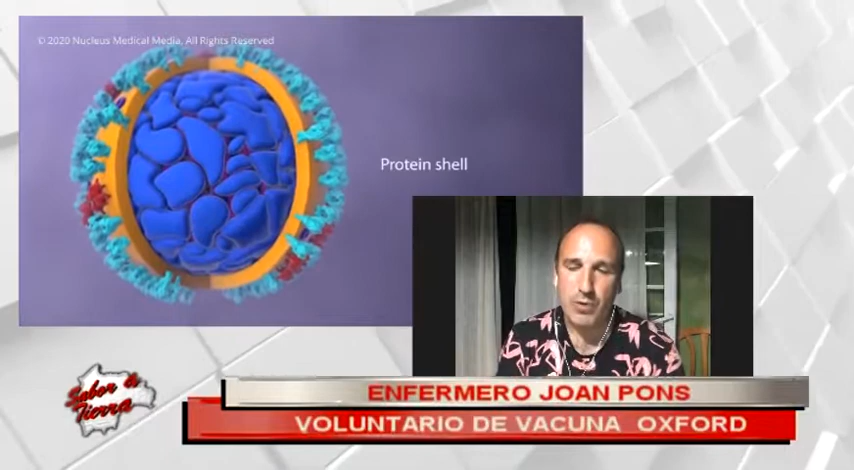 © 2020 Nucleus Medical Media, All Rights Reserved
Protein shell
Sabor a
Tierra
ENFERMERO JOAN PONS
VOLUNTARIO DE VACUNA OXFORD